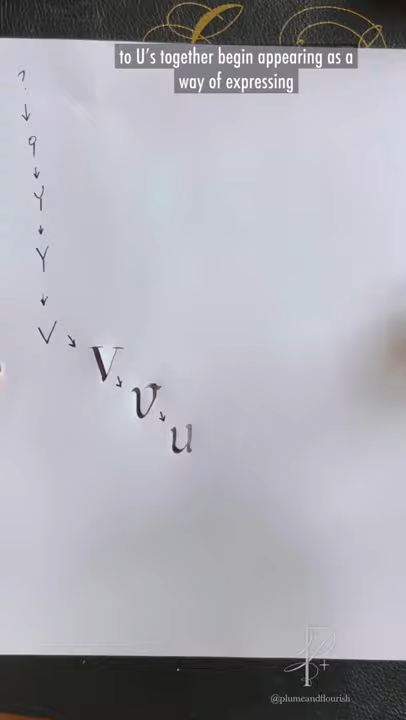 to U's together begin appearing as a
way of expressing
?
↓
9
↓
Y
↓
Y
↓
V → V → U → u
@plumeandflourish